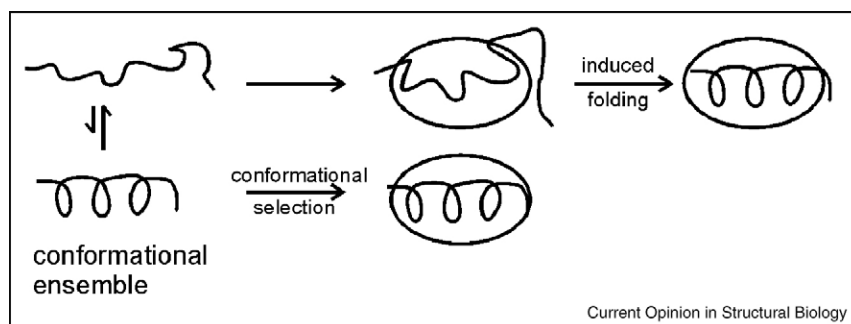 induced
folding
conformational
selection
conformational
ensemble
Current Opinion in Structural Biology